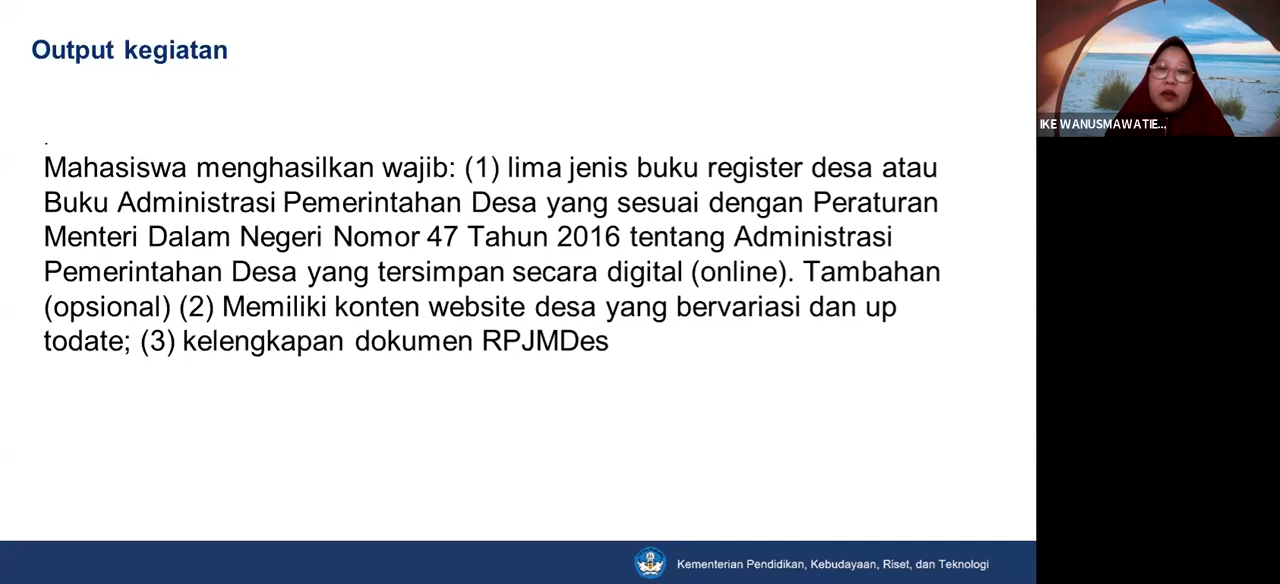 Output kegiatan
.
Mahasiswa menghasilkan wajib: (1) lima jenis buku register desa atau
Buku Administrasi Pemerintahan Desa yang sesuai dengan Peraturan
Menteri Dalam Negeri Nomor 47 Tahun 2016 tentang Administrasi
Pemerintahan Desa yang tersimpan secara digital (online). Tambahan
(opsional) (2) Memiliki konten website desa yang bervariasi dan up
todate; (3) kelengkapan dokumen RPJMDes
IKE WANUSMAWATIE...
Kementerian Pendidikan, Kebudayaan, Riset, dan Teknologi